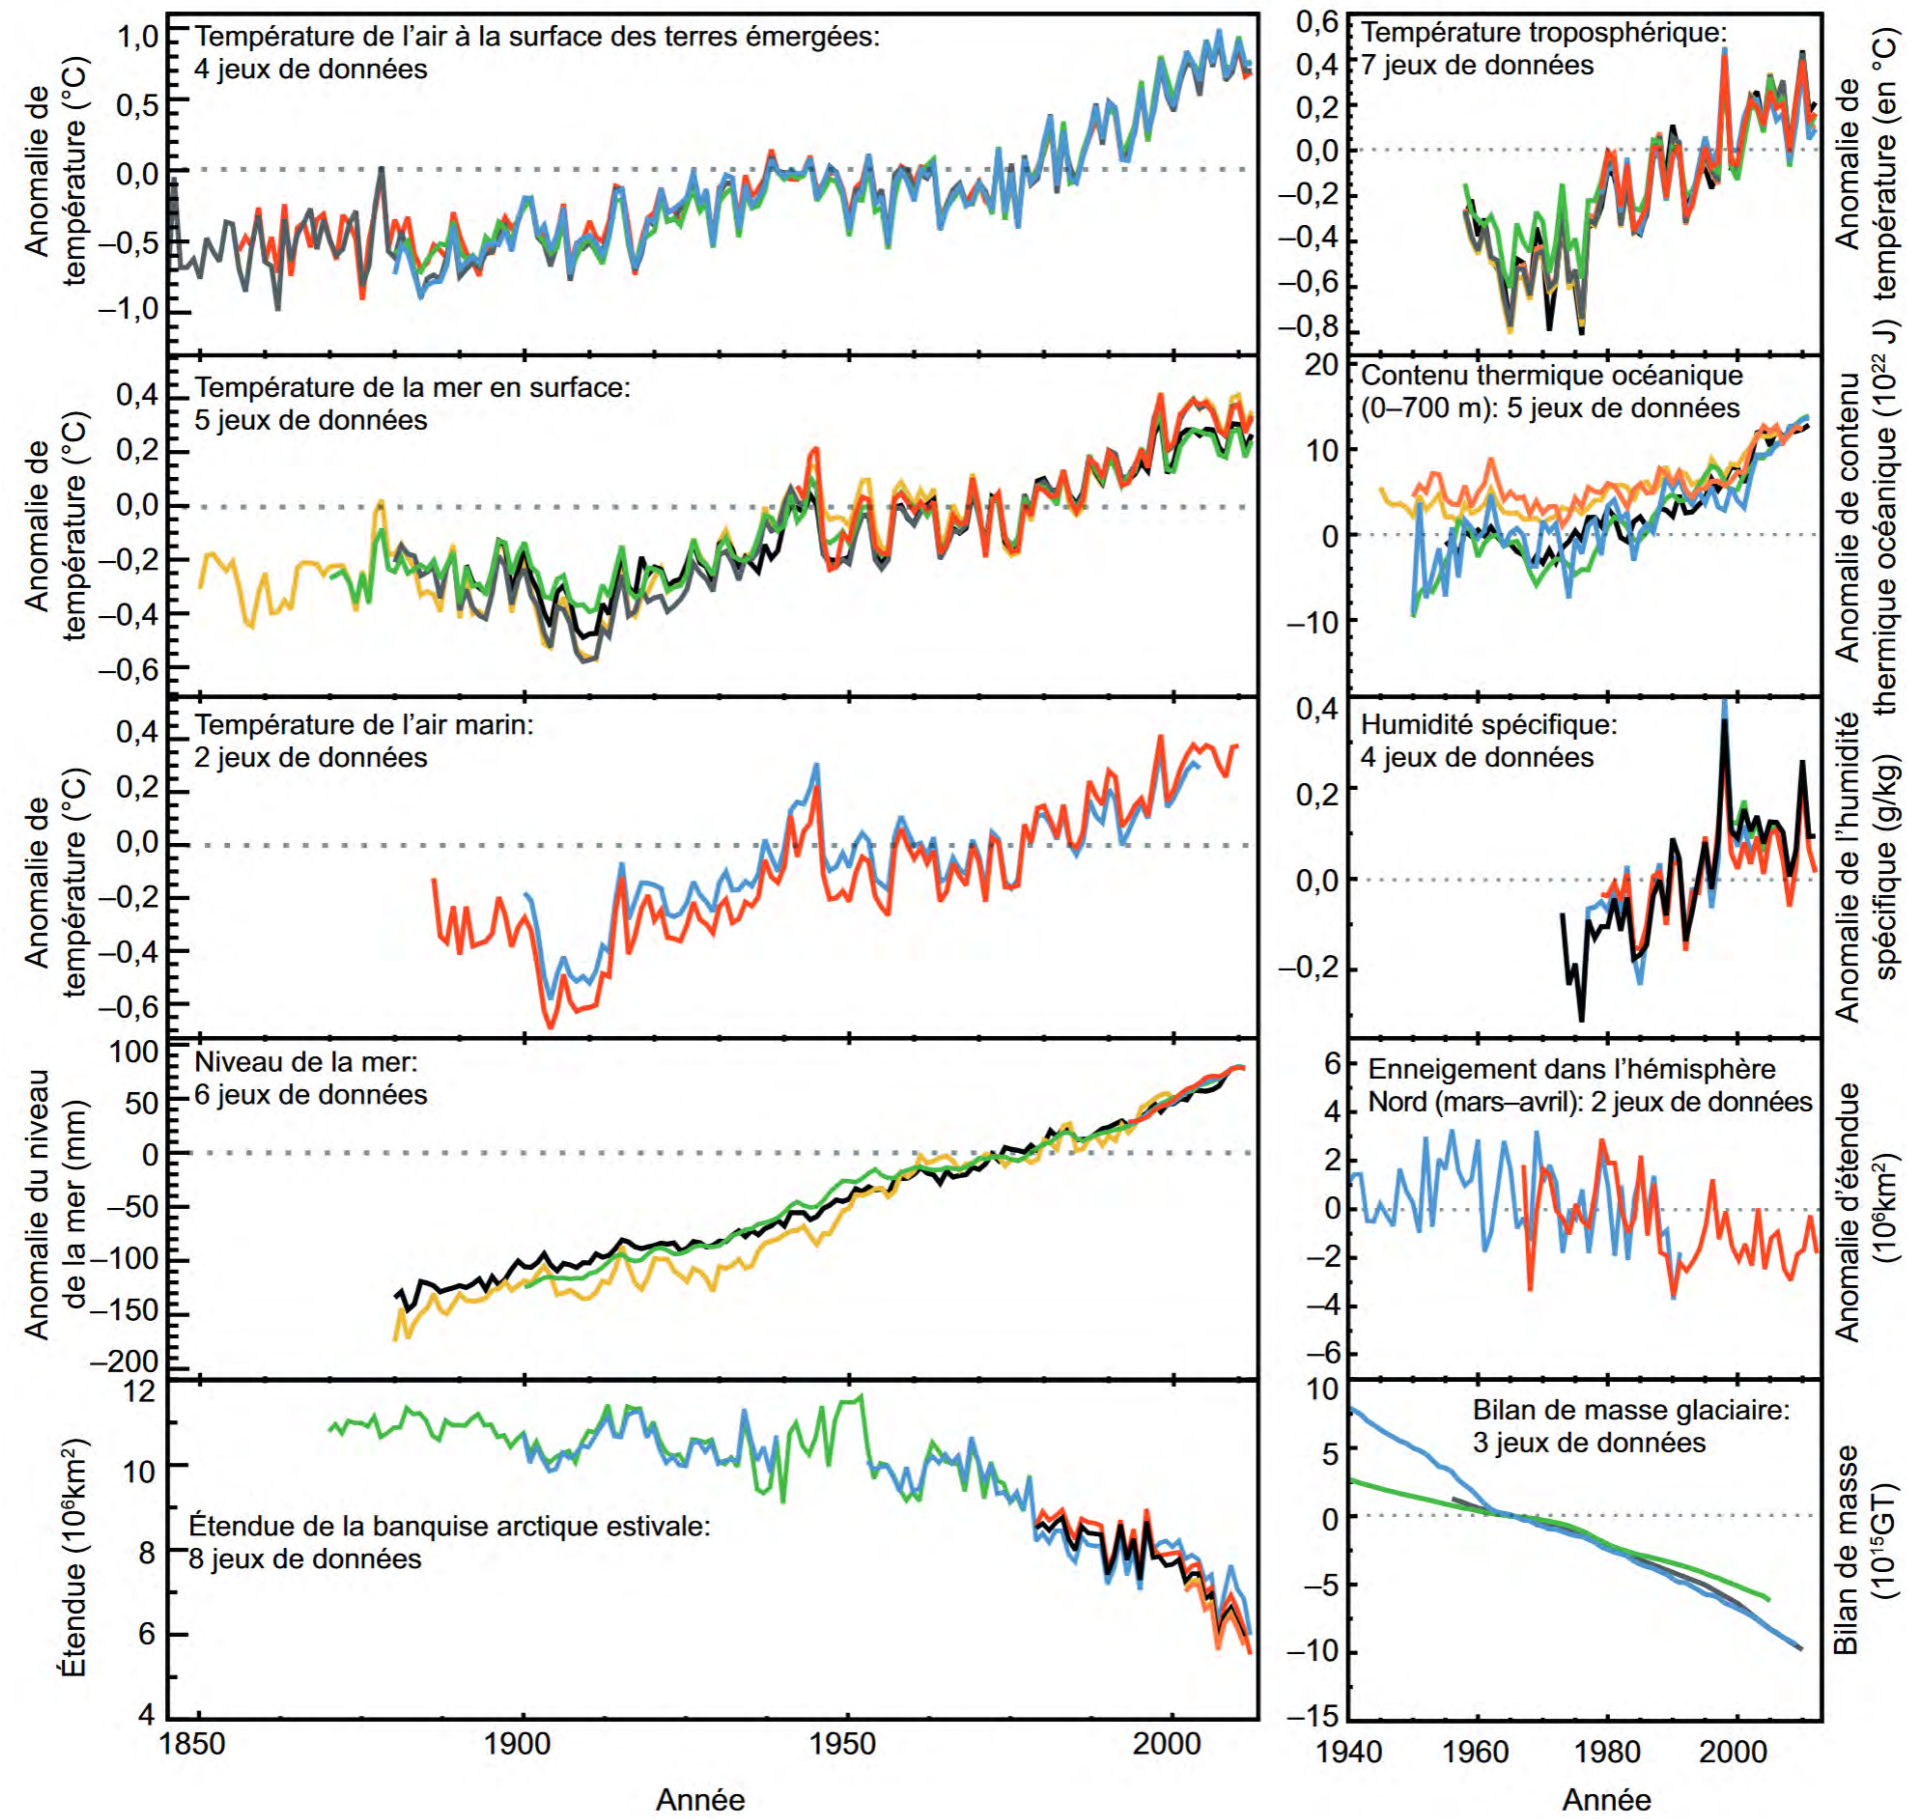 Température de l'air à la surface des terres émergées:
4 jeux de données
Anomalie de
température (°C)
1,0
0,5
0,0
–0,5
–1,0
Température de la mer en surface:
5 jeux de données
Anomalie de
température (°C)
0,4
0,2
0,0
–0,2
–0,4
–0,6
Température de l'air marin:
2 jeux de données
Anomalie de
température (°C)
0,4
0,2
0,0
–0,2
–0,4
–0,6
Niveau de la mer:
6 jeux de données
Anomalie du niveau
de la mer (mm)
100
50
0
–50
–100
–150
–200
Étendue de la banquise arctique estivale:
8 jeux de données
Étendue (10⁶km²)
12
10
8
6
4
1850
1900
1950
2000
Année
Température troposphérique:
7 jeux de données
Anomalie de
température (en °C)
0,6
0,4
0,2
0,0
–0,2
–0,4
–0,6
–0,8
Contenu thermique océanique
(0–700 m): 5 jeux de données
Anomalie de contenu
thermique océanique (10²² J)
20
10
0
–10
Humidité spécifique:
4 jeux de données
Anomalie de l'humidité
spécifique (g/kg)
0,4
0,2
0,0
–0,2
Enneigement dans l'hémisphère
Nord (mars–avril): 2 jeux de données
Anomalie d'étendue
(10⁶km²)
6
4
2
0
–2
–4
–6
Bilan de masse glaciaire:
3 jeux de données
Bilan de masse
(10¹⁵GT)
10
5
0
–5
–10
–15
1940
1960
1980
2000
Année